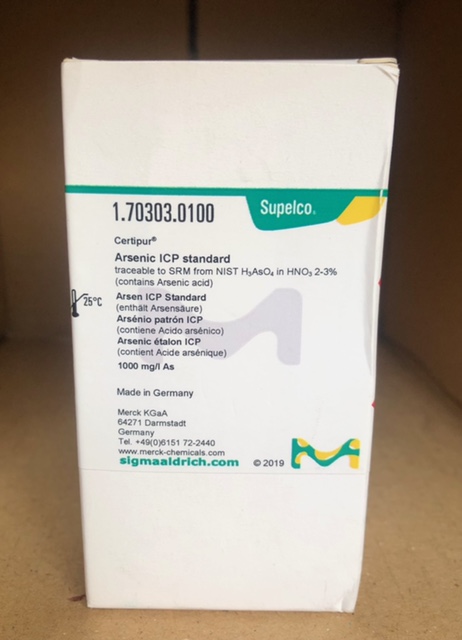 1.70303.0100
Supelco®
Certipur®
Arsenic ICP standard
traceable to SRM from NIST H₃AsO₄ in HNO₃ 2-3%
(contains Arsenic acid)
25°C
Arsen ICP Standard
(enthält Arsensäure)
Arsénio patrón ICP
(contiene Acido arsénico)
Arsenic étalon ICP
(contient Acide arsénique)
1000 mg/l As
Made in Germany
Merck KGaA
64271 Darmstadt
Germany
Tel. +49(0)6151 72-2440
www.merck-chemicals.com
sigmaaldrich.com © 2019